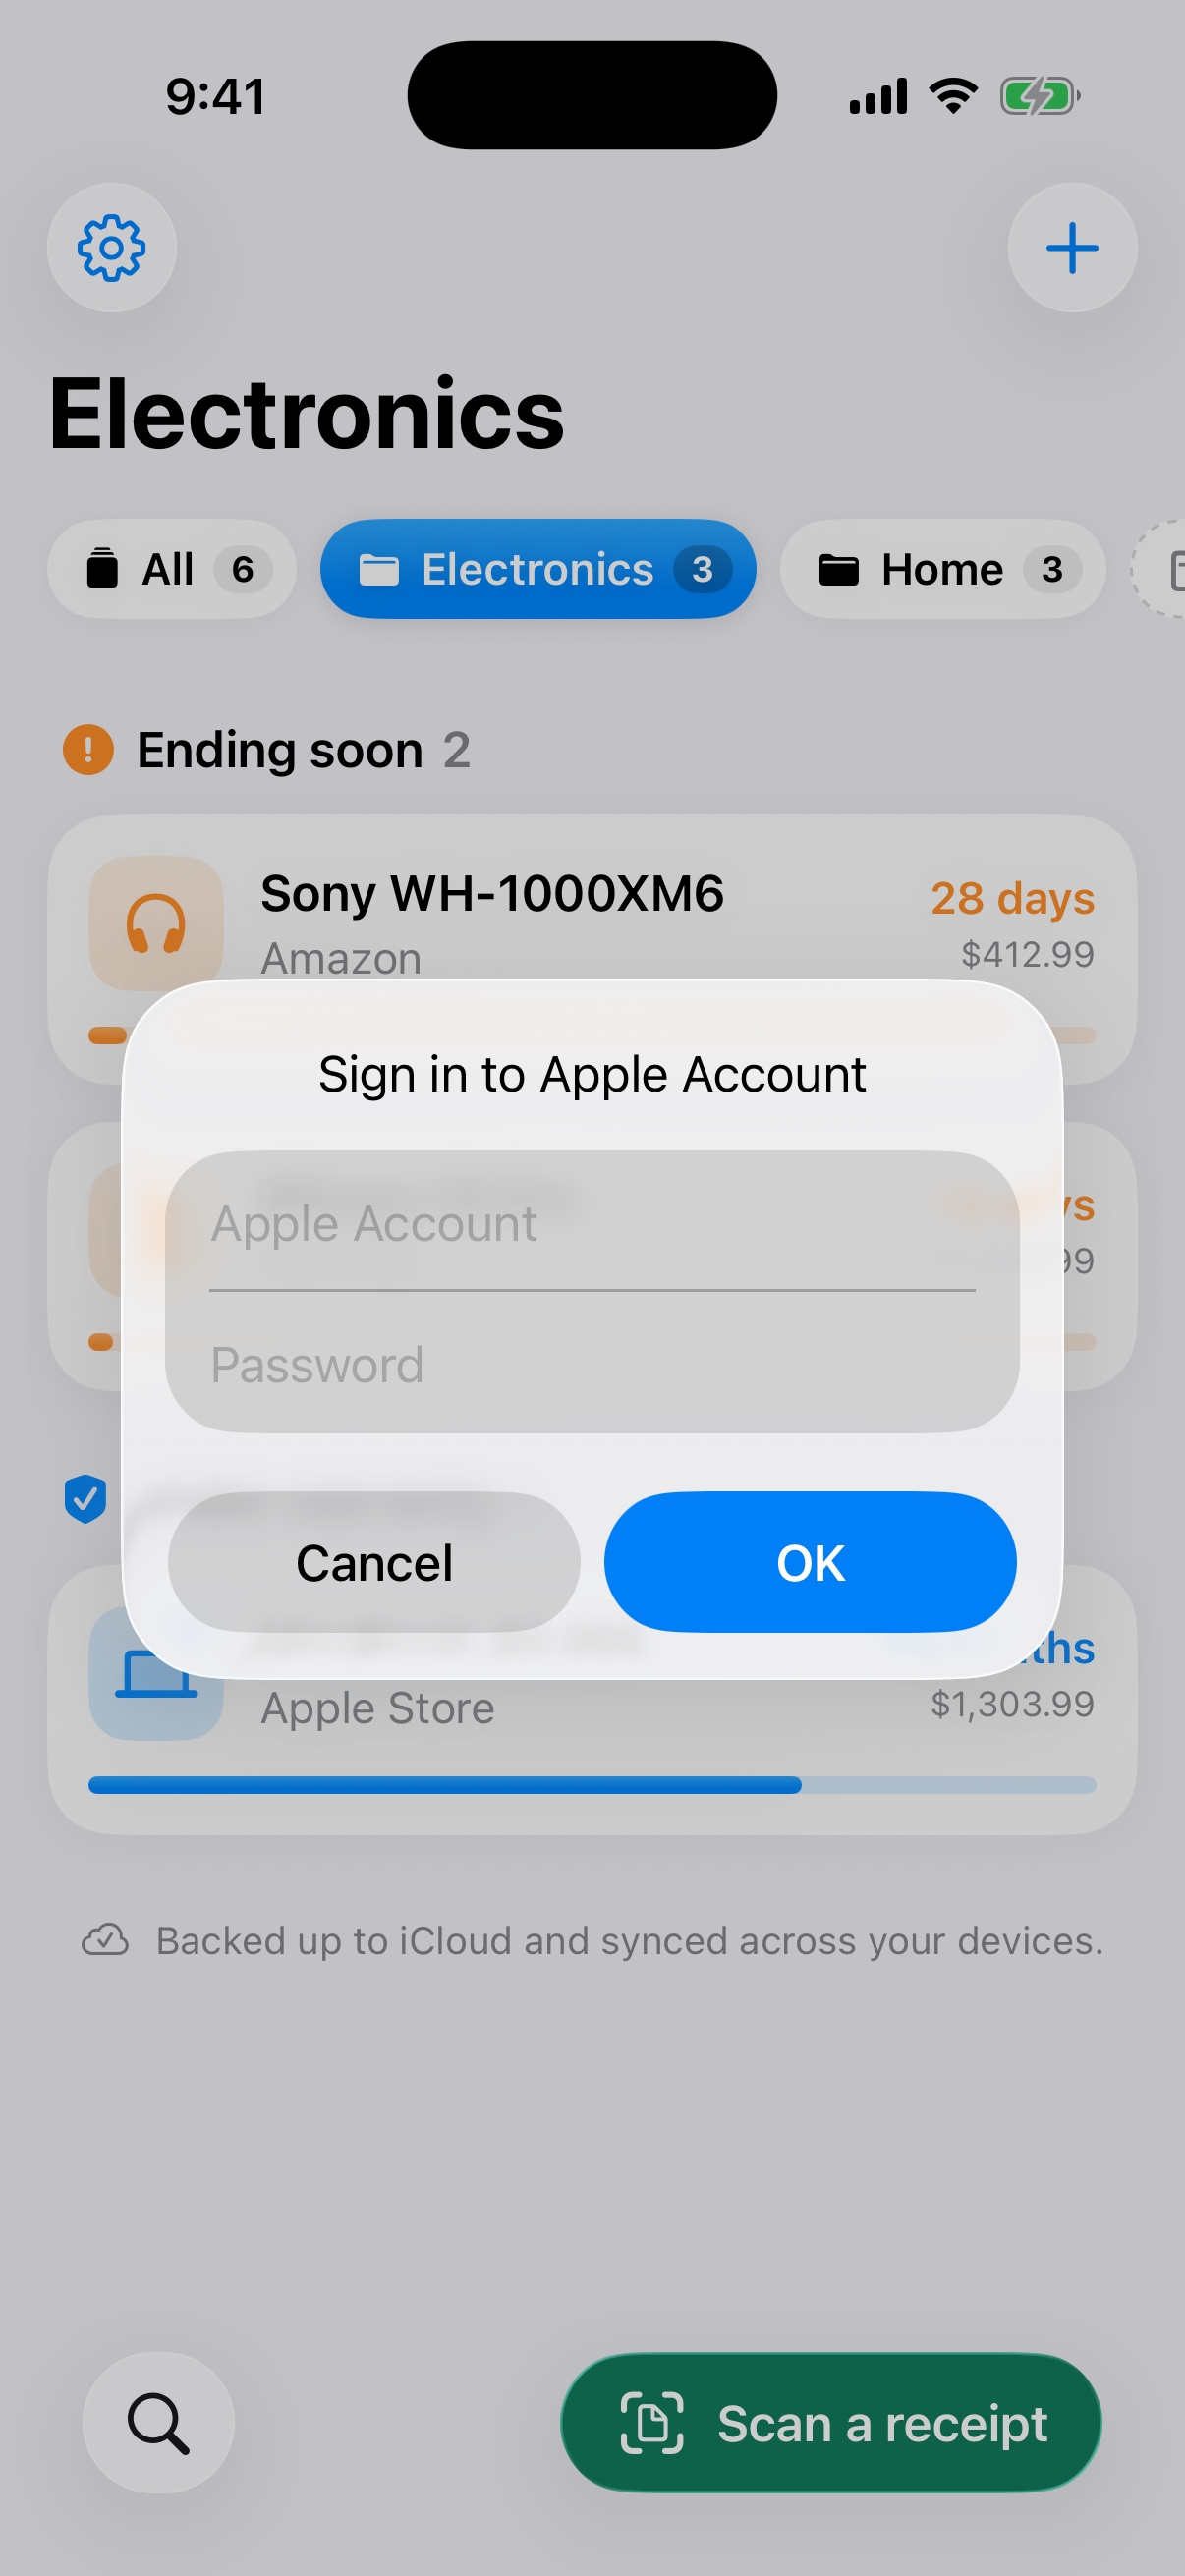 9:41
Electronics
All 6
Electronics 3
Home 3
Ending soon 2
Sony WH-1000XM6
28 days
Amazon
$412.99
Sign in to Apple Account
Apple Account
Password
Cancel
OK
Apple Store
$1,303.99
Backed up to iCloud and synced across your devices.
Scan a receipt